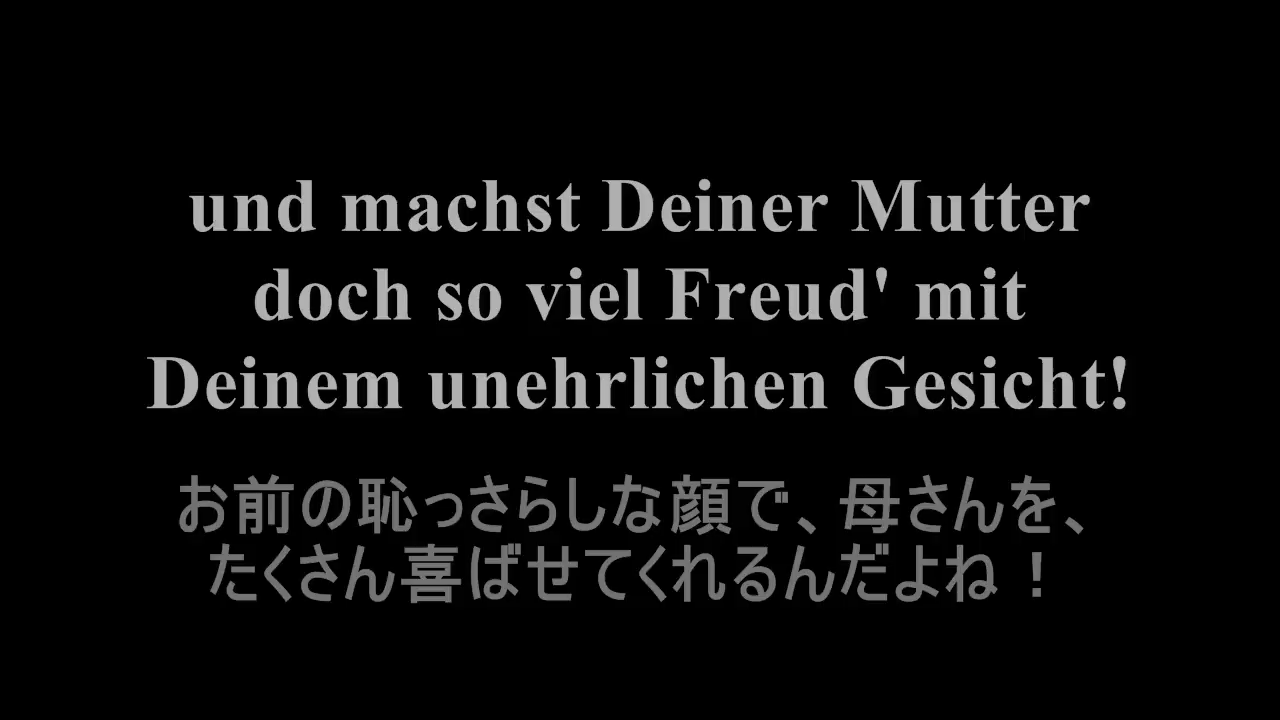 und machst Deiner Mutter
doch so viel Freud' mit
Deinem unehrlichen Gesicht!
お前の恥っさらしな顔で、母さんを、
たくさん喜ばせてくれるんだよね！